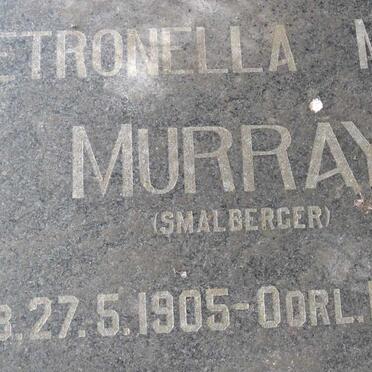 ETRONELLA M
MURRAY
(SMALBERGER)
B. 27.5.1905-OORL.